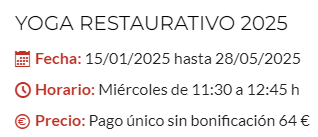 YOGA RESTAURATIVO 2025
Fecha: 15/01/2025 hasta 28/05/2025
Horario: Miércoles de 11:30 a 12:45 h
Precio: Pago único sin bonificación 64 €